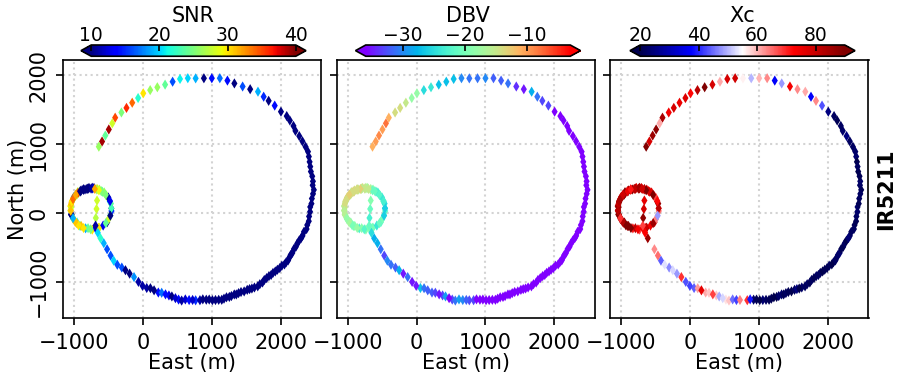 SNR DBV Xc
10 20 30 40 −30 −20 −10 20 40 60 80
2000
1000
0
−1000
North (m)
−1000 0 1000 2000 −1000 0 1000 2000 −1000 0 1000 2000
East (m) East (m) East (m)
IR5211